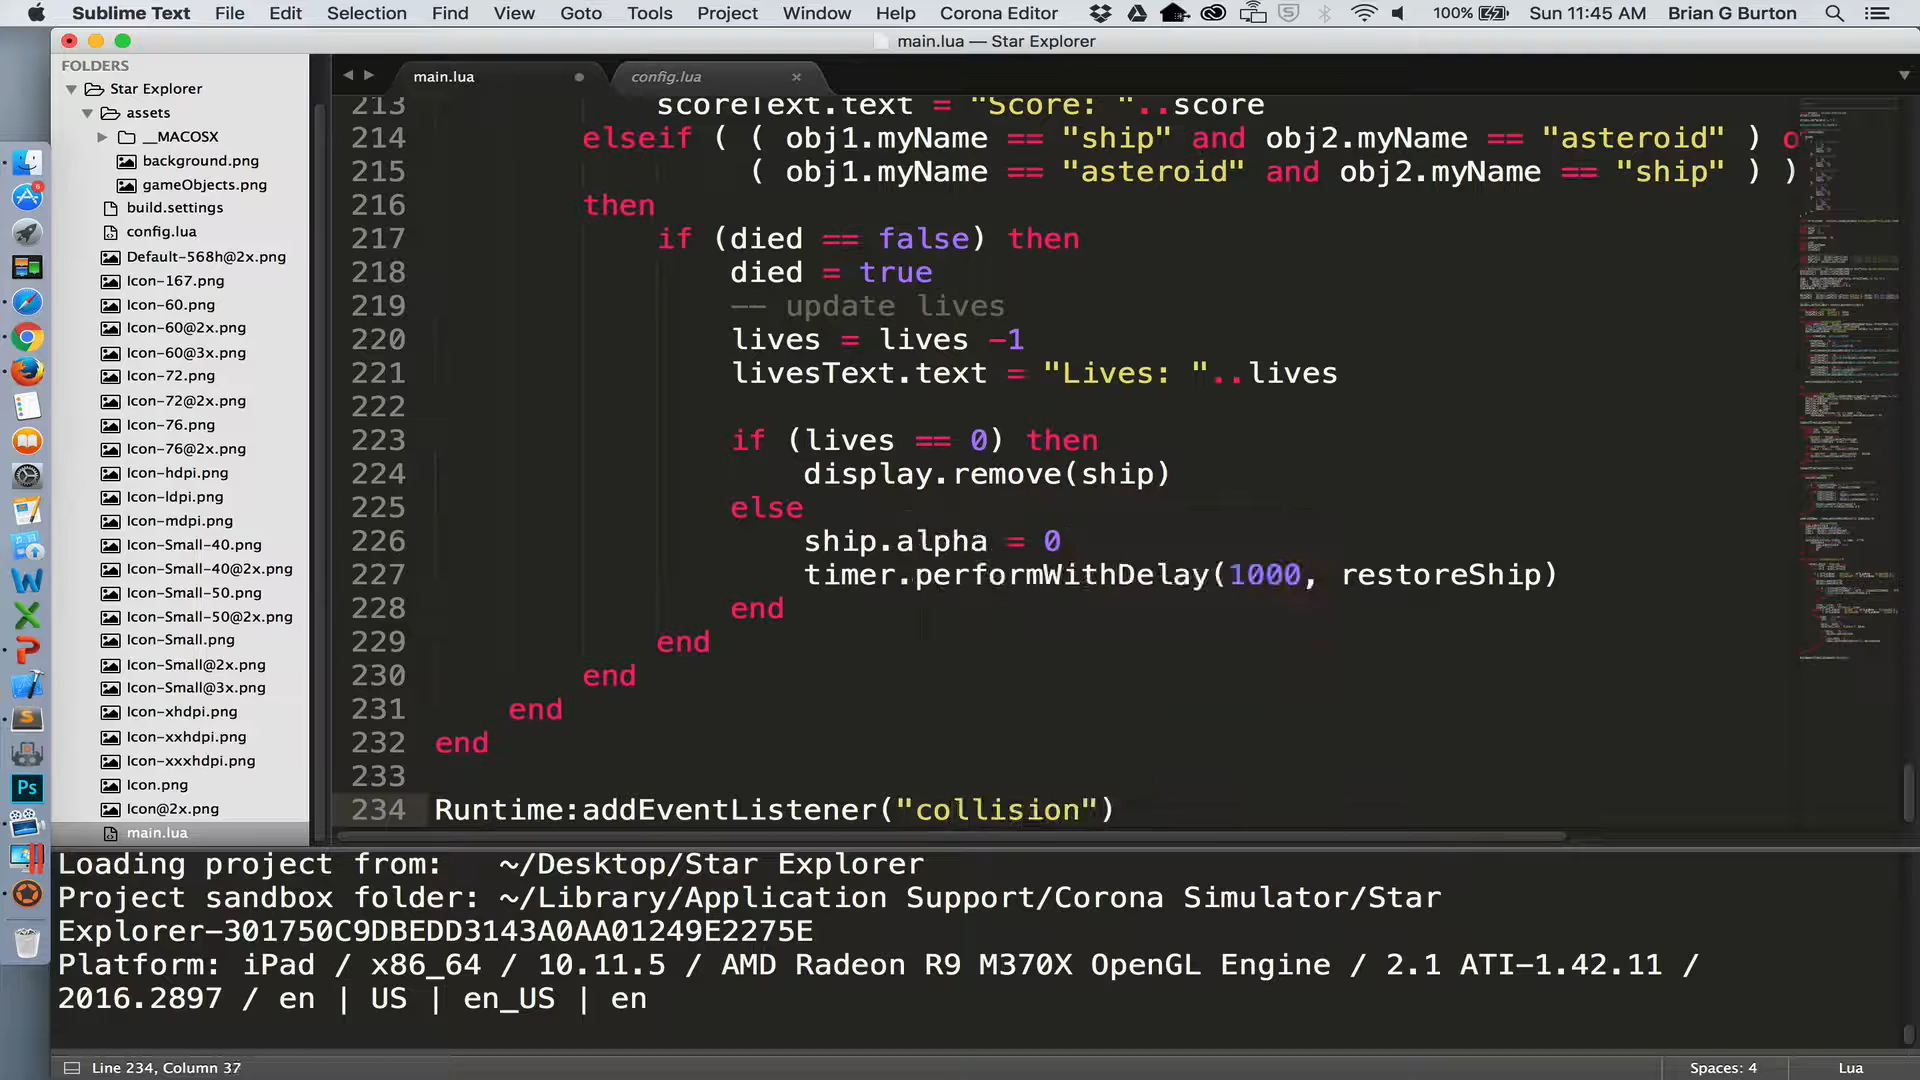 Sublime Text File Edit Selection Find View Goto Tools Project Window Help Corona Editor 100% Sun 11:45 AM Brian G Burton
main.lua — Star Explorer
FOLDERS
Star Explorer
assets
__MACOSX
background.png
gameObjects.png
build.settings
config.lua
Default-568h@2x.png
Icon-167.png
Icon-60.png
Icon-60@2x.png
Icon-60@3x.png
Icon-72.png
Icon-72@2x.png
Icon-76.png
Icon-76@2x.png
Icon-hdpi.png
Icon-ldpi.png
Icon-mdpi.png
Icon-Small-40.png
Icon-Small-40@2x.png
Icon-Small-50.png
Icon-Small-50@2x.png
Icon-Small.png
Icon-Small@2x.png
Icon-Small@3x.png
Icon-xhdpi.png
Icon-xxhdpi.png
Icon-xxxhdpi.png
Icon.png
Icon@2x.png
main.lua
main.lua config.lua
213 scoreText.text = "Score: "..score
214 elseif ( ( obj1.myName == "ship" and obj2.myName == "asteroid" ) o
215 ( obj1.myName == "asteroid" and obj2.myName == "ship" ) )
216 then
217 if (died == false) then
218 died = true
219 -- update lives
220 lives = lives -1
221 livesText.text = "Lives: "..lives
222
223 if (lives == 0) then
224 display.remove(ship)
225 else
226 ship.alpha = 0
227 timer.performWithDelay(1000, restoreShip)
228 end
229 end
230 end
231 end
232 end
233
234 Runtime:addEventListener("collision")
Loading project from: ~/Desktop/Star Explorer
Project sandbox folder: ~/Library/Application Support/Corona Simulator/Star
Explorer-301750C9DBEDD3143A0AA01249E2275E
Platform: iPad / x86_64 / 10.11.5 / AMD Radeon R9 M370X OpenGL Engine / 2.1 ATI-1.42.11 /
2016.2897 / en | US | en_US | en
Line 234, Column 37 Spaces: 4 Lua